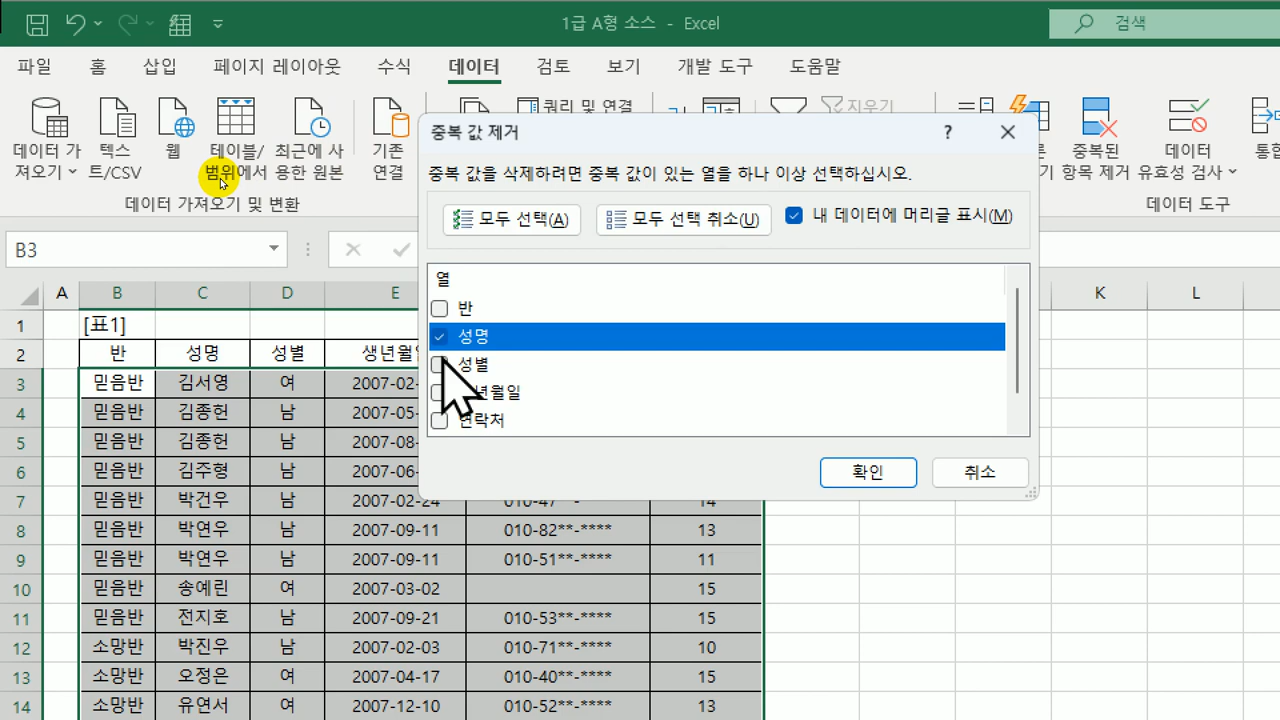 1급 A형 소스 - Excel
검색
파일 홈 삽입 페이지 레이아웃 수식 데이터 검토 보기 개발 도구 도움말
쿼리 및 연결 지우기
데이터 가져오기 텍스트/CSV 웹 테이블/범위에서 최근에 사용한 원본 기존 연결 중복된 항목 제거 데이터 유효성 검사 통합
데이터 가져오기 및 변환 데이터 도구
중복 값 제거 ?
중복 값을 삭제하려면 중복 값이 있는 열을 하나 이상 선택하십시오.
모두 선택(A) 모두 선택 취소(U) 내 데이터에 머리글 표시(M)
열
반
성명
성별
년월일
연락처
확인 취소
B3
A B C D E K L
1 [표1]
2 반 성명 성별 생년월일
3 믿음반 김서영 여 2007-02-
4 믿음반 김종헌 남 2007-05-
5 믿음반 김종헌 남 2007-08-
6 믿음반 김주형 남 2007-06-
7 믿음반 박건우 남 2007-02-24 010-47 - 14
8 믿음반 박연우 남 2007-09-11 010-82**-**** 13
9 믿음반 박연우 남 2007-09-11 010-51**-**** 11
10 믿음반 송예린 여 2007-03-02 15
11 믿음반 전지호 남 2007-09-21 010-53**-**** 15
12 소망반 박진우 남 2007-02-03 010-71**-**** 10
13 소망반 오정은 여 2007-04-17 010-40**-**** 15
14 소망반 유연서 여 2007-12-10 010-52**-**** 13